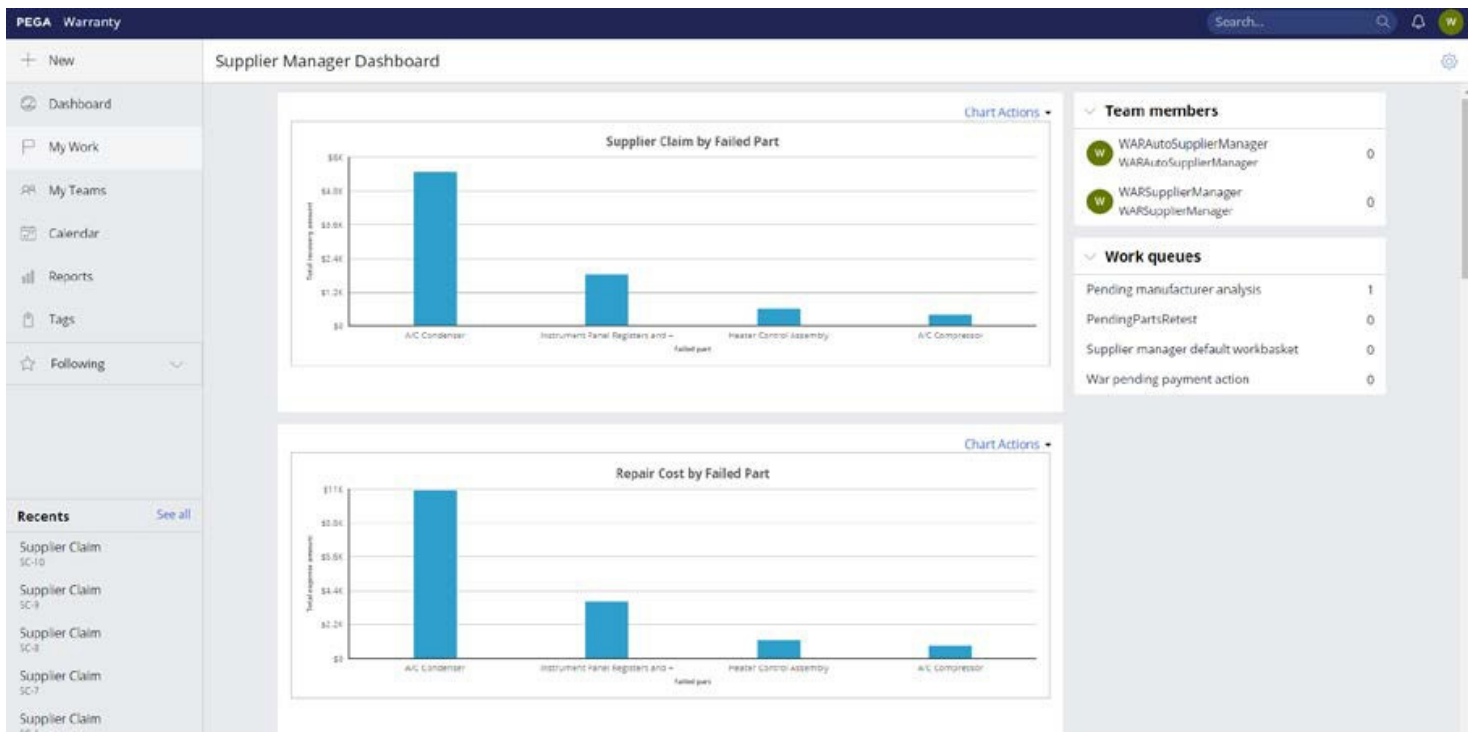 PEGA Warranty
Search...
W
New
Supplier Manager Dashboard
Dashboard
My Work
My Teams
Calendar
Reports
Tags
Following
Recents See all
Supplier Claim
SC-10
Supplier Claim
SC-9
Supplier Claim
SC-8
Supplier Claim
SC-7
Supplier Claim
Chart Actions
Supplier Claim by Failed Part
Total recovery amount
$6K
$4.8K
$3.6K
$2.4K
$1.2K
$0
A/C Condenser
Instrument Panel Registers and
Heater Control Assembly
A/C Compressor
Failed part
Chart Actions
Repair Cost by Failed Part
Total expense amount
$11K
$8.8K
$6.6K
$4.4K
$2.2K
$0
A/C Condenser
Instrument Panel Registers and
Heater Control Assembly
A/C Compressor
Failed part
Team members
W
WARAutoSupplierManager 0
WARAutoSupplierManager
W
WARSupplierManager 0
WARSupplierManager
Work queues
Pending manufacturer analysis 1
PendingPartsRetest 0
Supplier manager default workbasket 0
War pending payment action 0